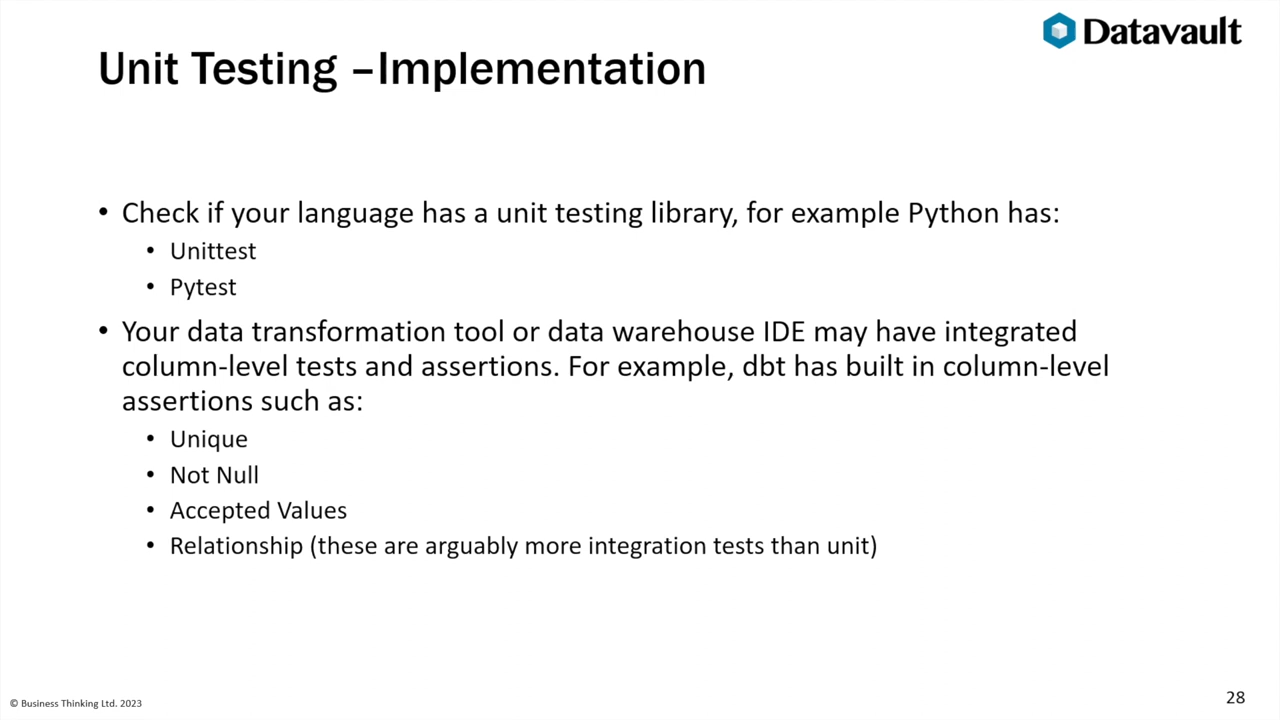 Datavault
Unit Testing –Implementation
• Check if your language has a unit testing library, for example Python has:
• Unittest
• Pytest
• Your data transformation tool or data warehouse IDE may have integrated
column-level tests and assertions. For example, dbt has built in column-level
assertions such as:
• Unique
• Not Null
• Accepted Values
• Relationship (these are arguably more integration tests than unit)
© Business Thinking Ltd. 2023
28